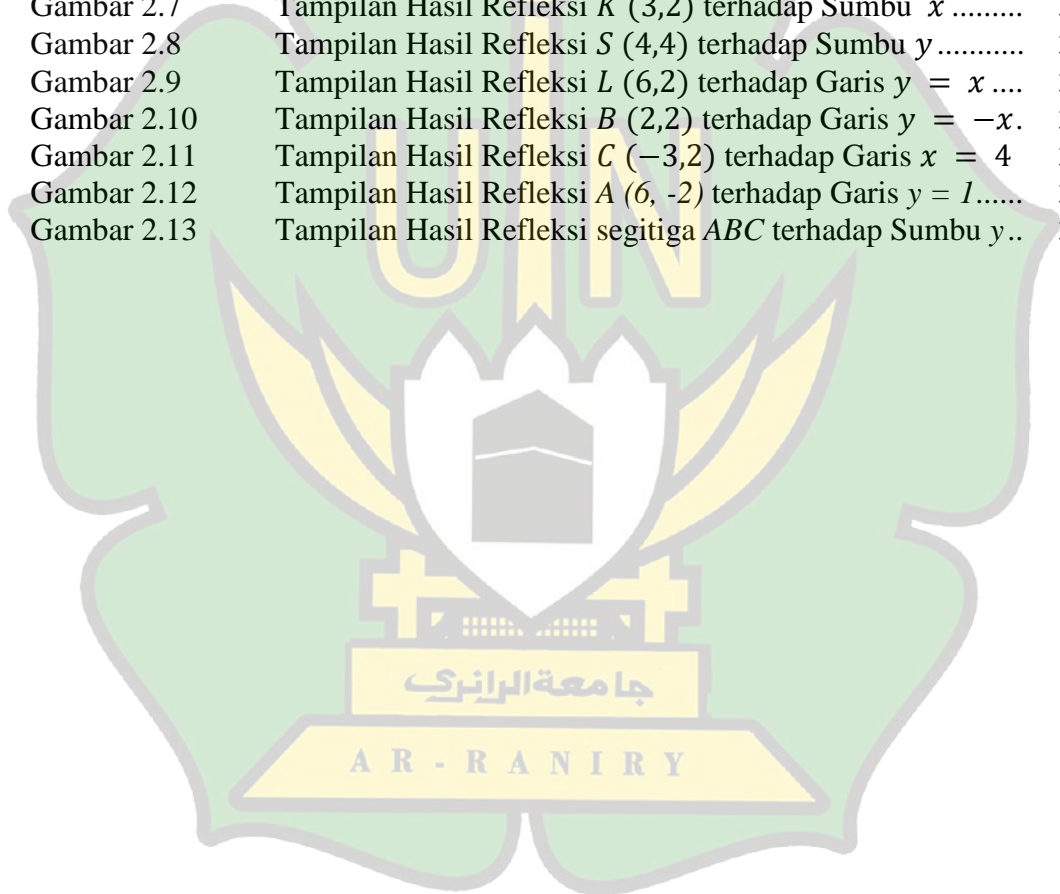 Gambar 2.7 Tampilan Hasil Refleksi K (3,2) terhadap Sumbu x .........
Gambar 2.8 Tampilan Hasil Refleksi S (4,4) terhadap Sumbu y ...........
Gambar 2.9 Tampilan Hasil Refleksi L (6,2) terhadap Garis y = x ....
Gambar 2.10 Tampilan Hasil Refleksi B (2,2) terhadap Garis y = −x.
Gambar 2.11 Tampilan Hasil Refleksi C (−3,2) terhadap Garis x = 4
Gambar 2.12 Tampilan Hasil Refleksi A (6, -2) terhadap Garis y = 1......
Gambar 2.13 Tampilan Hasil Refleksi segitiga ABC terhadap Sumbu y ..
UIN
جامعة الرانري
AR-RANIRY